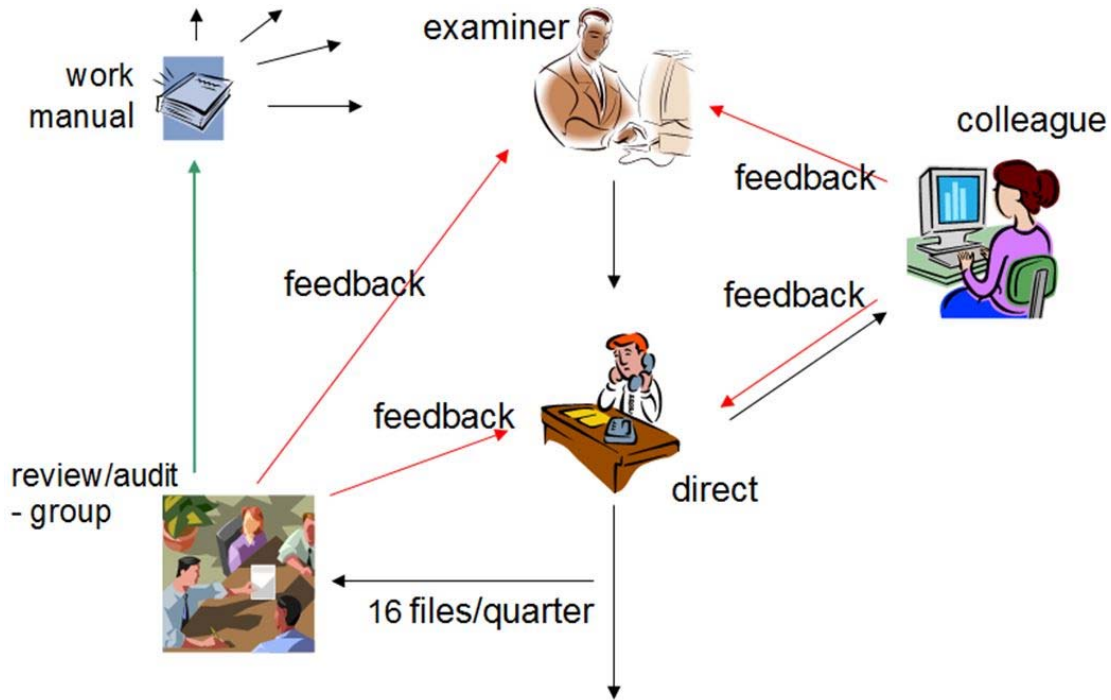 examiner
work
manual
colleague
feedback
feedback
feedback
feedback
review/audit
- group
direct
16 files/quarter